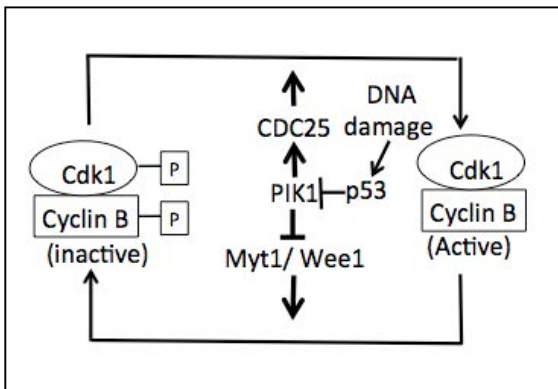 DNA
damage
CDC25
Cdk1
P
Cyclin B
P
(inactive)
PIK1
p53
Myt1/ Wee1
Cdk1
Cyclin B
(Active)